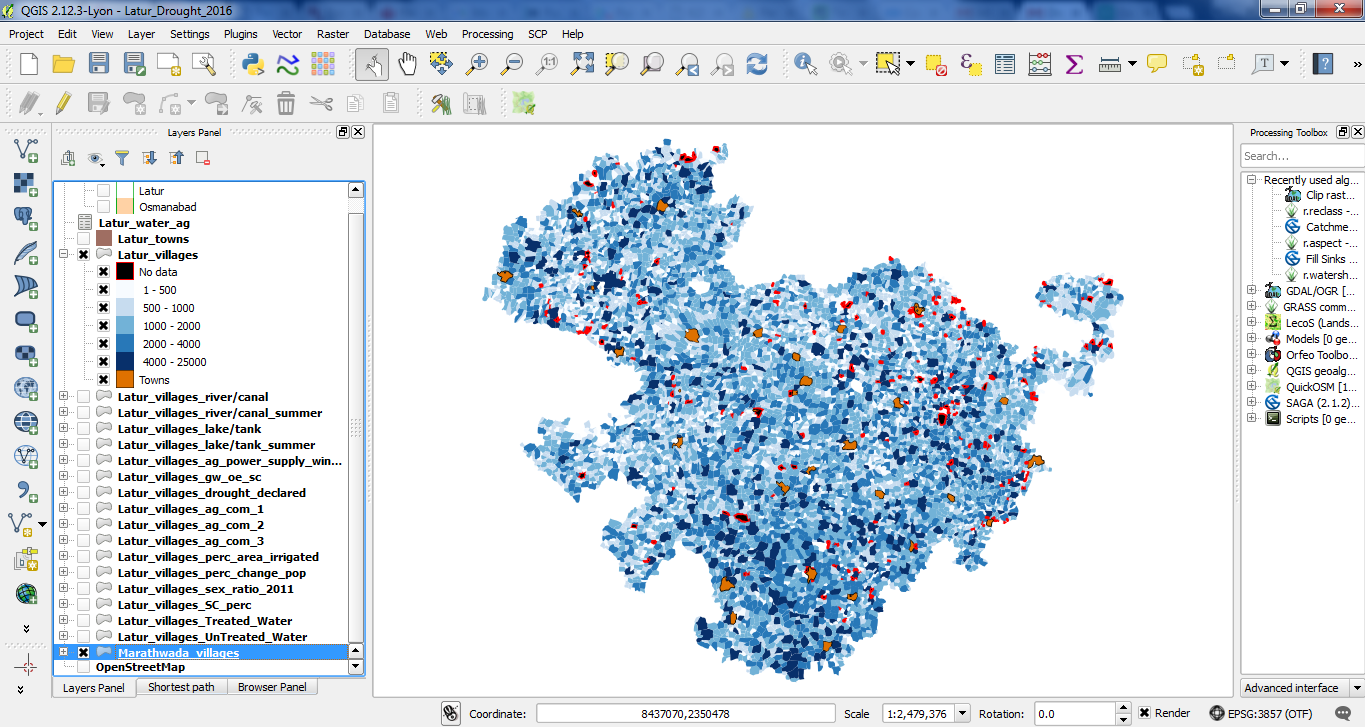 QGIS 2.12.3-Lyon - Latur_Drought_2016
Project Edit View Layer Settings Plugins Vector Raster Database Web Processing SCP Help
1:1
T
?
Layers Panel
Latur
Osmanabad
Latur_water_ag
Latur_towns
Latur_villages
No data
1 - 500
500 - 1000
1000 - 2000
2000 - 4000
4000 - 25000
Towns
Latur_villages_river/canal
Latur_villages_river/canal_summer
Latur_villages_lake/tank
Latur_villages_lake/tank_summer
Latur_villages_ag_power_supply_win...
Latur_villages_gw_oe_sc
Latur_villages_drought_declared
Latur_villages_ag_com_1
Latur_villages_ag_com_2
Latur_villages_ag_com_3
Latur_villages_perc_area_irrigated
Latur_villages_perc_change_pop
Latur_villages_sex_ratio_2011
Latur_villages_SC_perc
Latur_villages_Treated_Water
Latur_villages_UnTreated_Water
Marathwada_villages
OpenStreetMap
Layers Panel Shortest path Browser Panel
Processing Toolbox
Search...
Recently used alg...
Clip rast...
r.reclass -...
Catchme...
r.aspect -...
Fill Sinks ...
r.watersh...
GDAL/OGR [...
GRASS comm...
LecoS (Lands...
Models [0 ge...
Orfeo Toolbo...
QGIS geoalg...
QuickOSM [1...
SAGA (2.1.2)...
Scripts [0 ge...
Advanced interface
Coordinate: 8437070,2350478 Scale 1:2,479,376 Rotation: 0.0 Render EPSG:3857 (OTF)